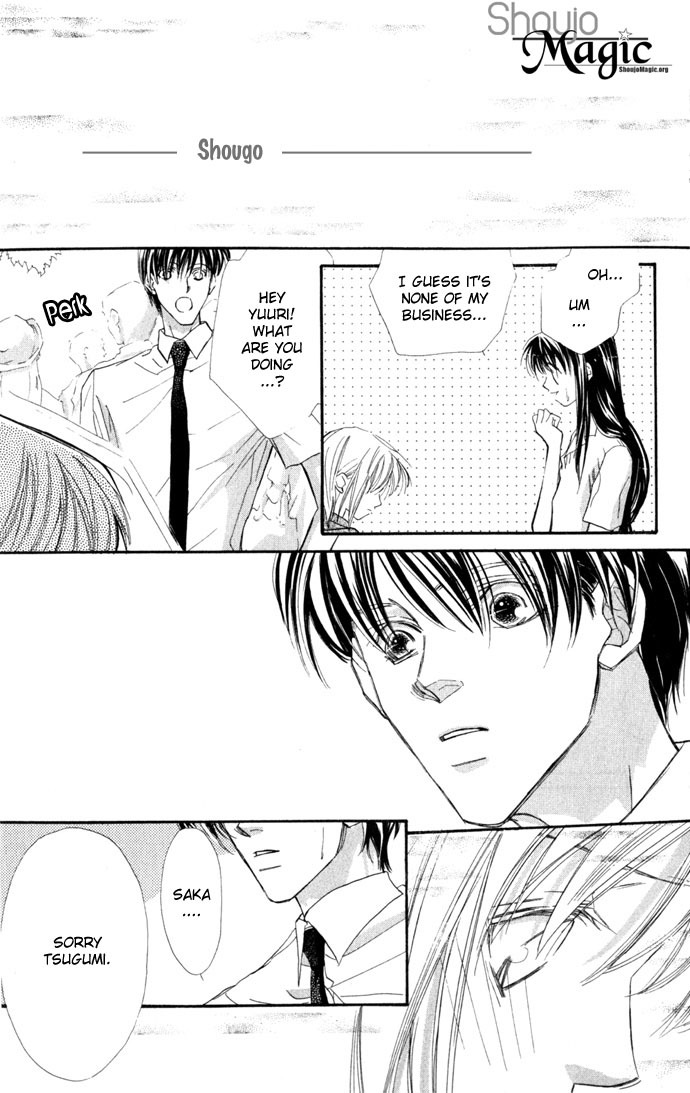 Shoujo
Magic
ShoujoMagic.org
Shougo
OH...
UM
...
I GUESS IT'S
NONE OF MY
BUSINESS...
HEY
YUURI!
WHAT
ARE YOU
DOING
...?
Perk
SAKA
....
SORRY
TSUGUMI.